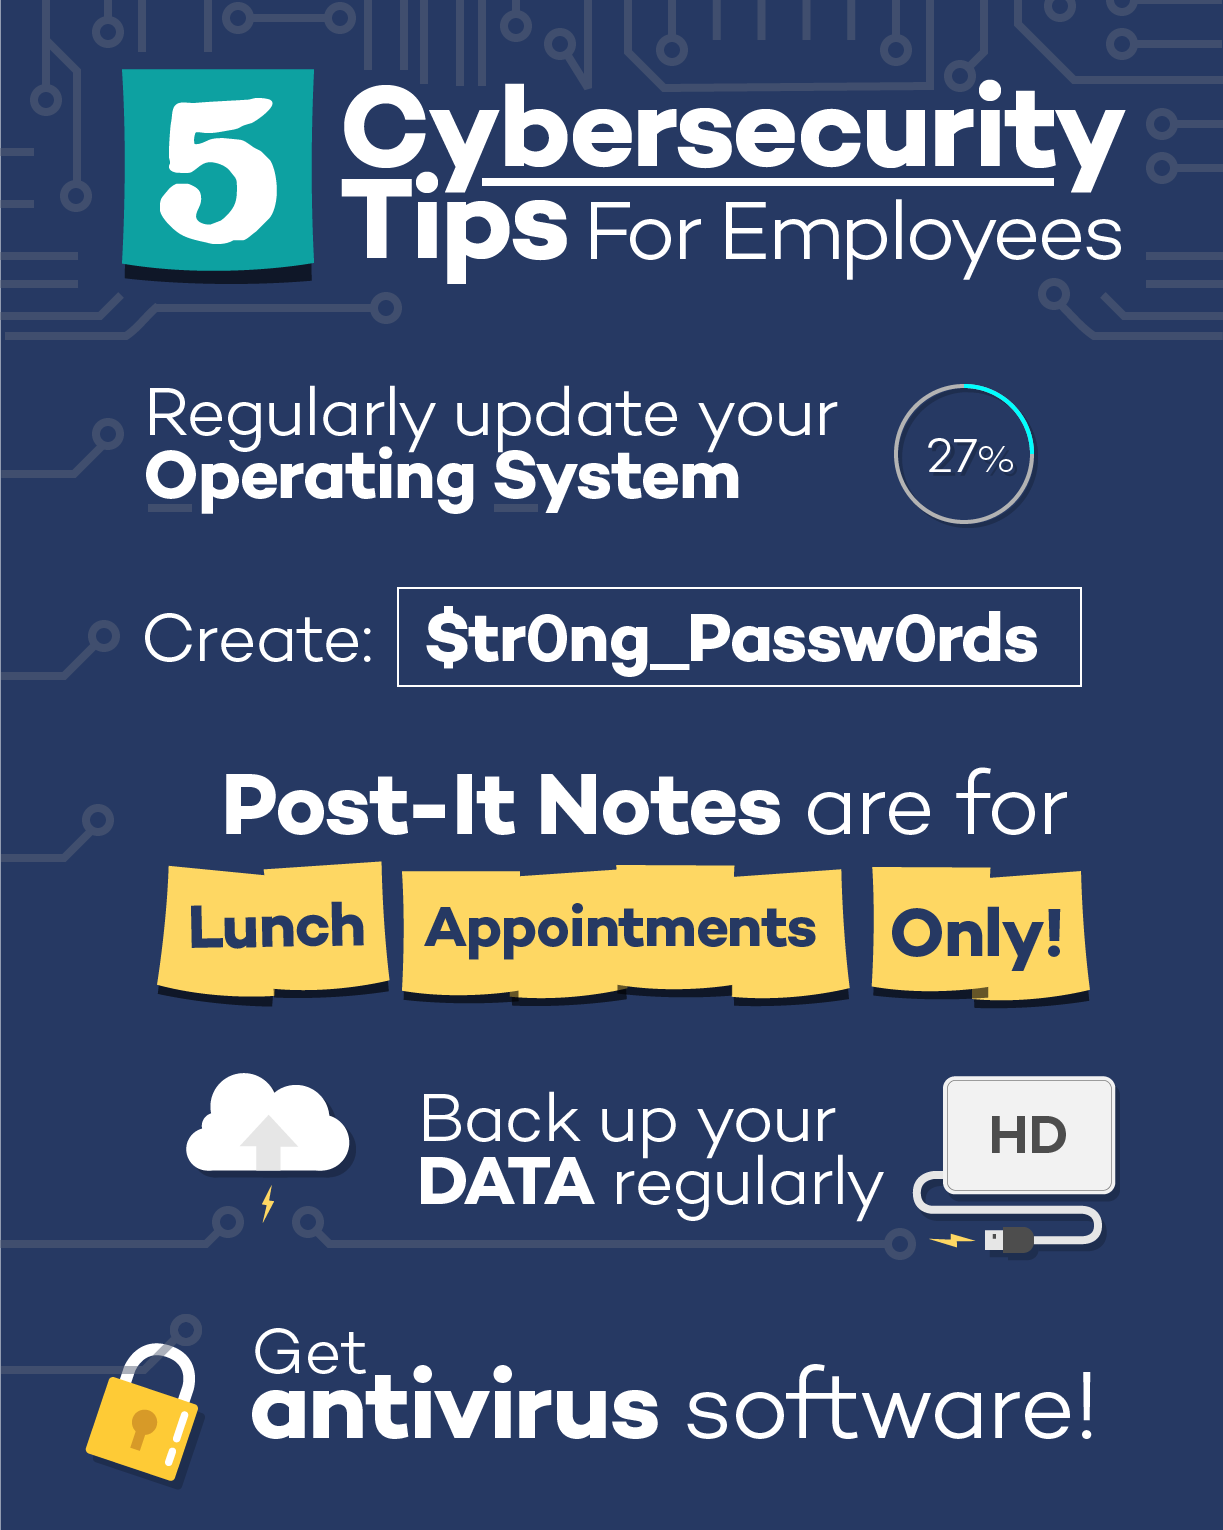 5 Cybersecurity
Tips For Employees
Regularly update your
Operating System
27%
Create: $tr0ng_Passw0rds
Post-It Notes are for
Lunch Appointments Only!
Back up your
DATA regularly
HD
Get
antivirus software!